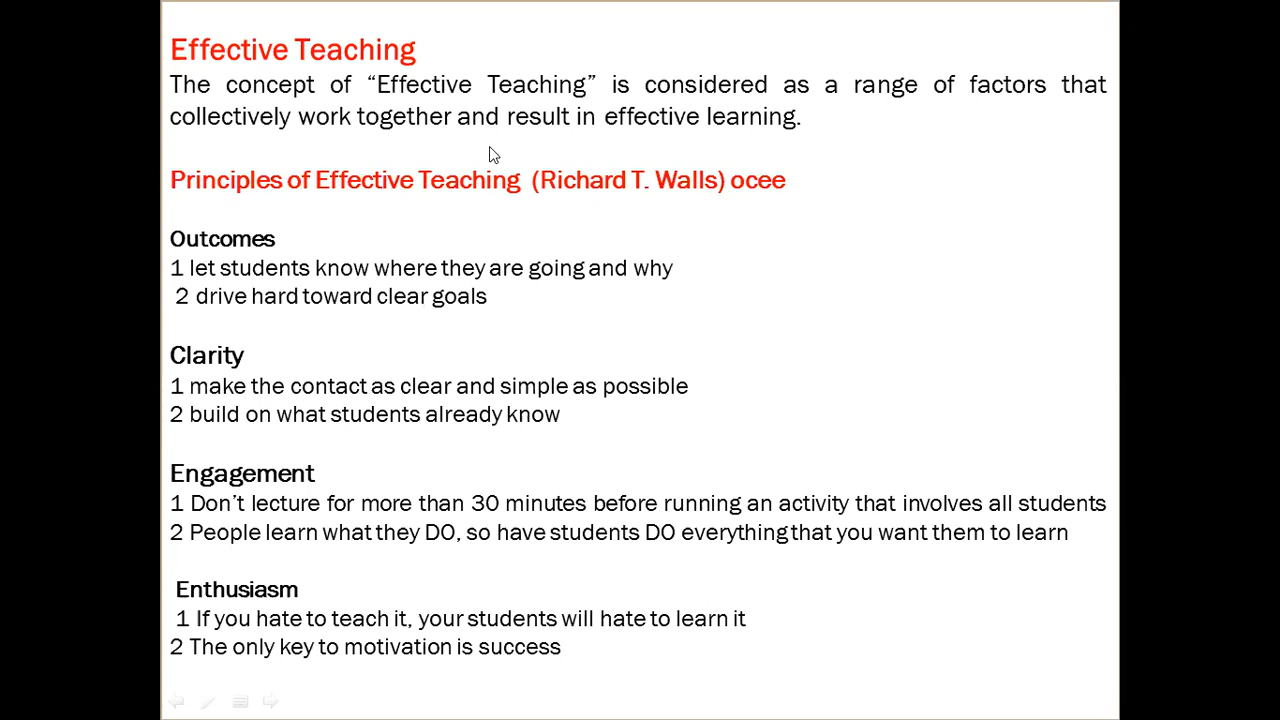 Effective Teaching
The concept of “Effective Teaching” is considered as a range of factors that
collectively work together and result in effective learning.
Principles of Effective Teaching (Richard T. Walls) ocee
Outcomes
1 let students know where they are going and why
2 drive hard toward clear goals
Clarity
1 make the contact as clear and simple as possible
2 build on what students already know
Engagement
1 Don’t lecture for more than 30 minutes before running an activity that involves all students
2 People learn what they DO, so have students DO everything that you want them to learn
Enthusiasm
1 If you hate to teach it, your students will hate to learn it
2 The only key to motivation is success